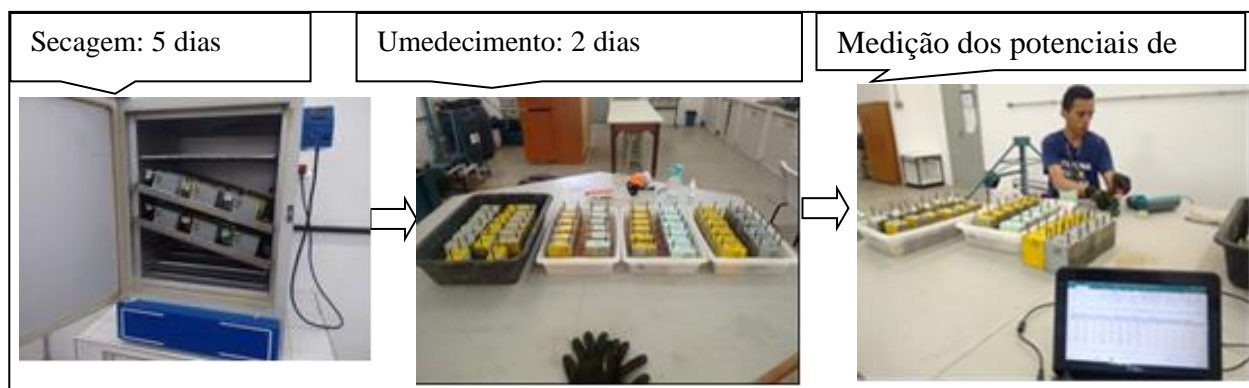 Secagem: 5 dias
Umedecimento: 2 dias
Medição dos potenciais de